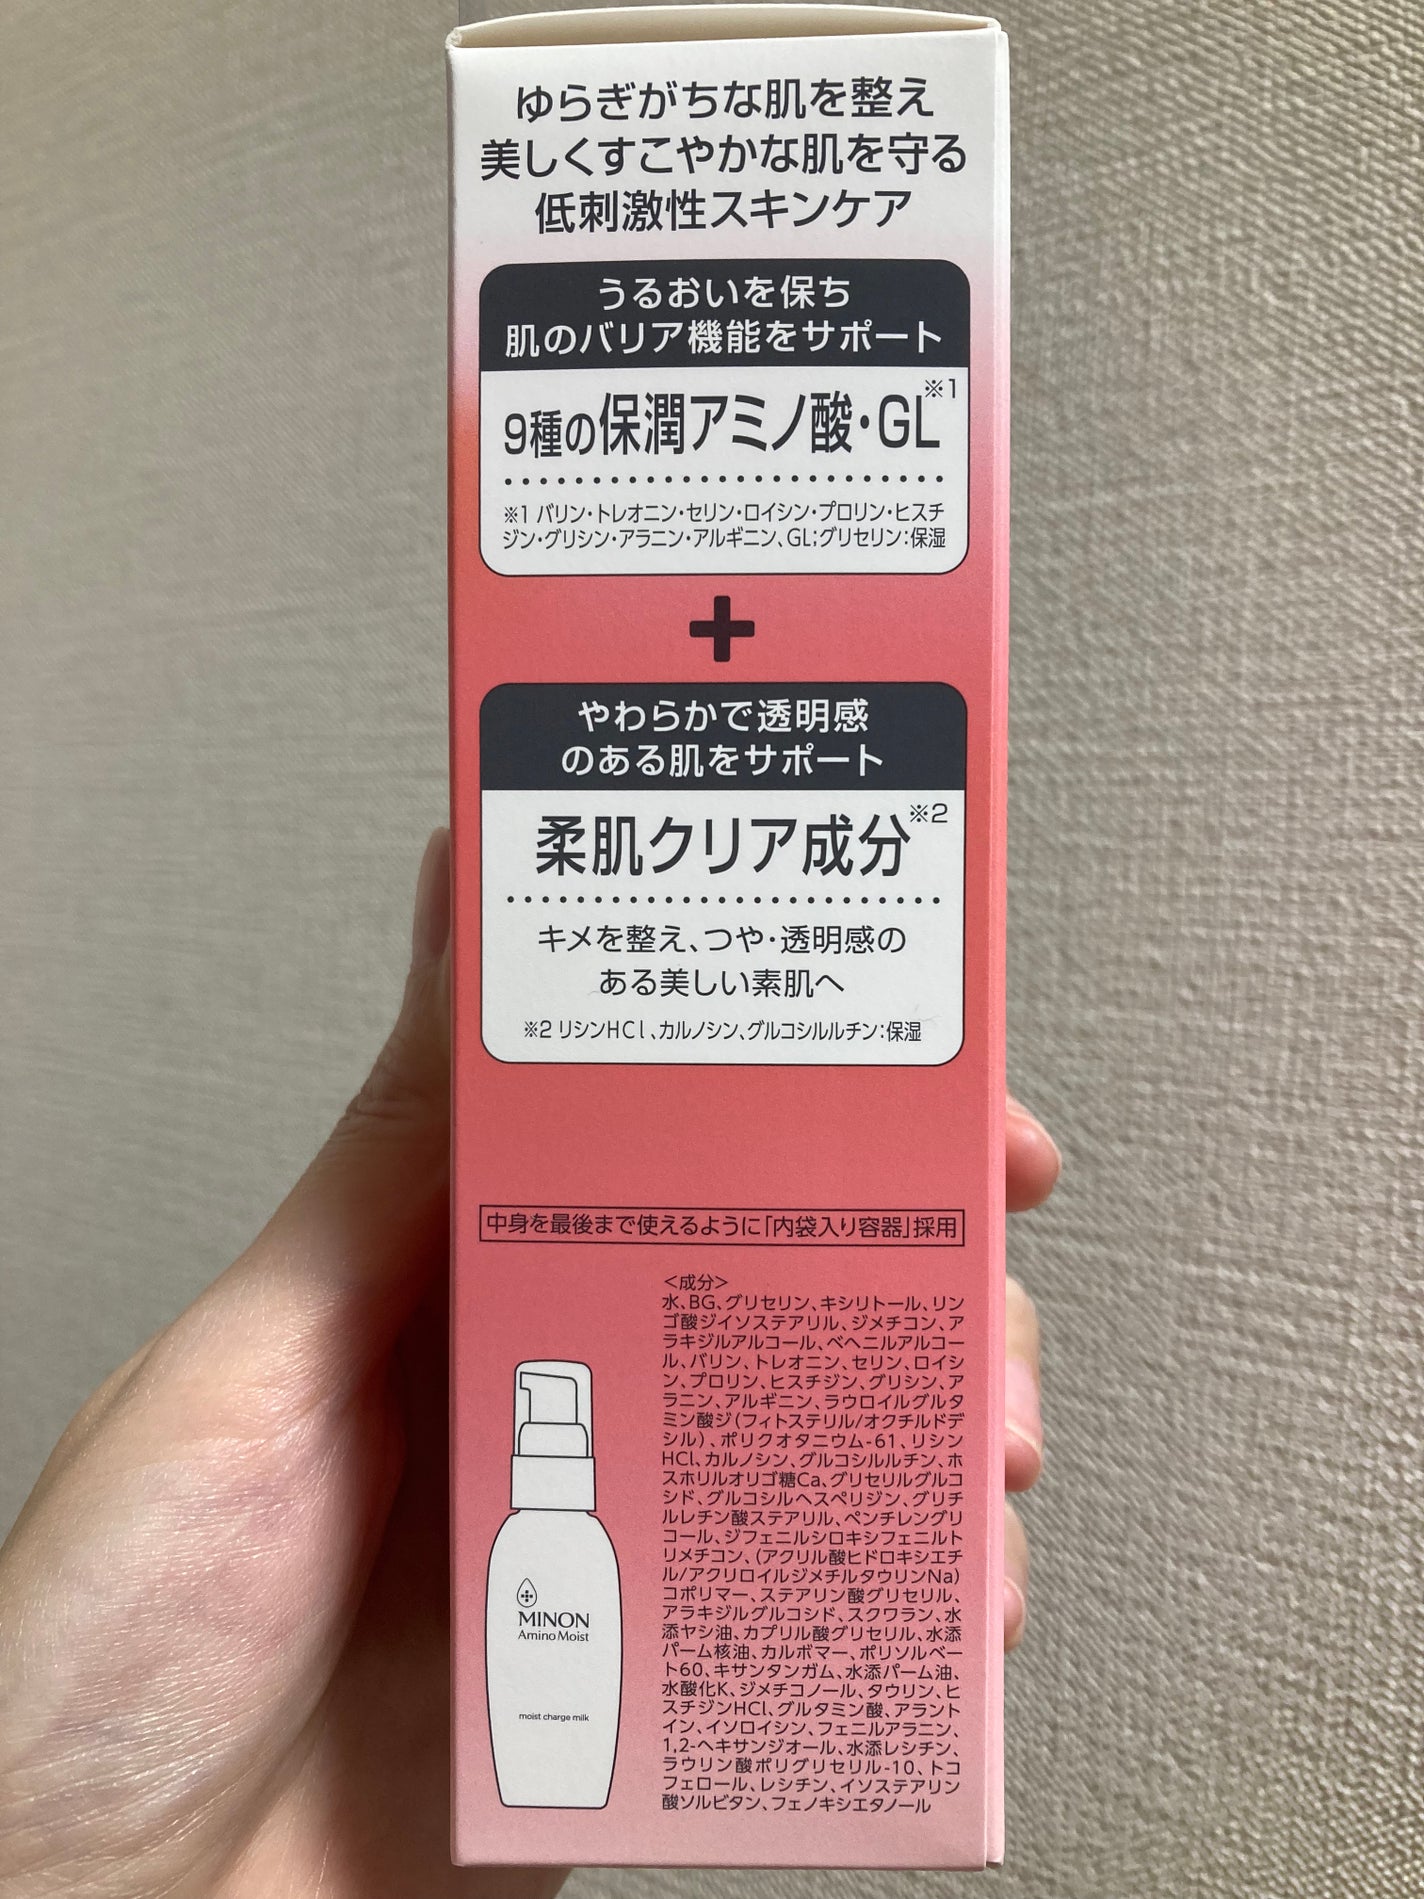 ゆらぎがちな肌を整え
美しくすこやかな肌を守る
低刺激性スキンケア
うるおいを保ち
肌のバリア機能をサポート
9種の保潤アミノ酸・GL※1
※1 バリン・トレオニン・セリン・ロイシン・プロリン・ヒスチ
ジン・グリシン・アラニン・アルギニン、GL;グリセリン:保湿
+
やわらかで透明感
のある肌をサポート
柔肌クリア成分※2
キメを整え、つや・透明感の
ある美しい素肌へ
※2 リシンHCl、カルノシン、グルコシルルチン:保湿
中身を最後まで使えるように「内袋入り容器」採用
<成分>
水、BG、グリセリン、キシリトール、リン
ゴ酸ジイソステアリル、ジメチコン、ア
ラキジルアルコール、ベヘニルアルコー
ル、バリン、トレオニン、セリン、ロイシ
ン、プロリン、ヒスチジン、グリシン、ア
ラニン、アルギニン、ラウロイルグルタ
ミン酸ジ(フィトステリル/オクチルドデ
シル)、ポリクオタニウム-61、リシン
HCl、カルノシン、グルコシルルチン、ホ
スホリルオリゴ糖Ca、グリセリルグルコ
シド、グルコシルヘスペリジン、グリチ
ルレチン酸ステアリル、ペンチレングリ
コール、ジフェニルシロキシフェニルト
リメチコン、(アクリル酸ヒドロキシエチ
ル/アクリロイルジメチルタウリンNa)
コポリマー、ステアリン酸グリセリル、
アラキジルグルコシド、スクワラン、水
添ヤシ油、カプリル酸グリセリル、水添
パーム核油、カルボマー、ポリソルベー
ト60、キサンタンガム、水添パーム油、
水酸化K、ジメチコノール、タウリン、ヒ
スチジンHCl、グルタミン酸、アラント
イン、イソロイシン、フェニルアラニン、
1,2-ヘキサンジオール、水添レシチン、
ラウリン酸ポリグリセリル-10、トコ
フェロール、レシチン、イソステアリン
酸ソルビタン、フェノキシエタノール
MINON
Amino Moist
moist charge milk